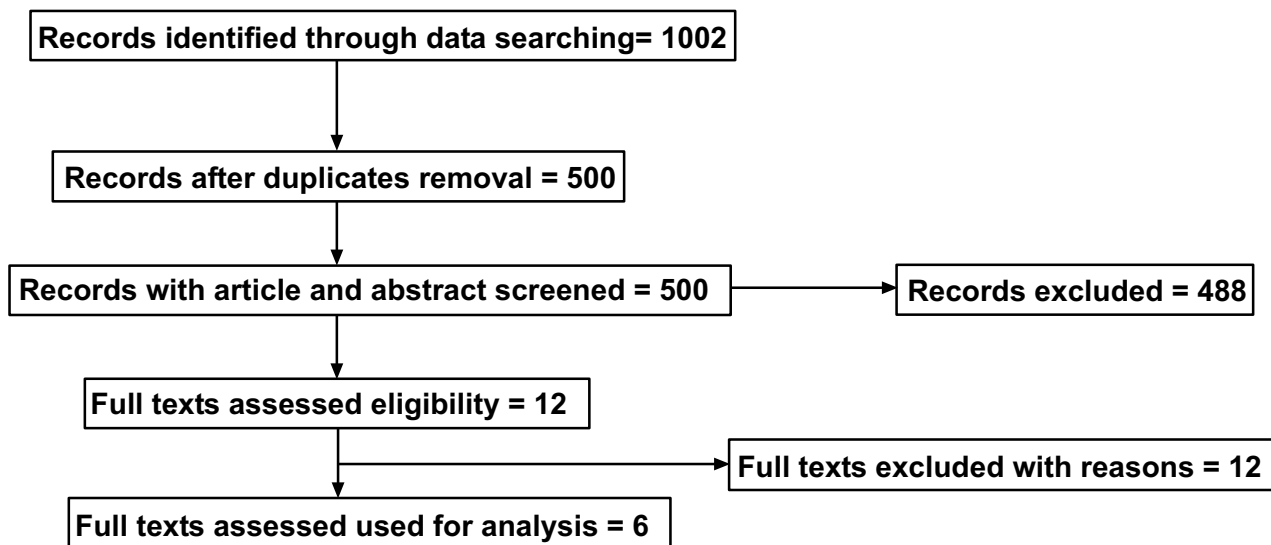 Records identified through data searching= 1002
Records after duplicates removal = 500
Records with article and abstract screened = 500
Records excluded = 488
Full texts assessed eligibility = 12
Full texts excluded with reasons = 12
Full texts assessed used for analysis = 6